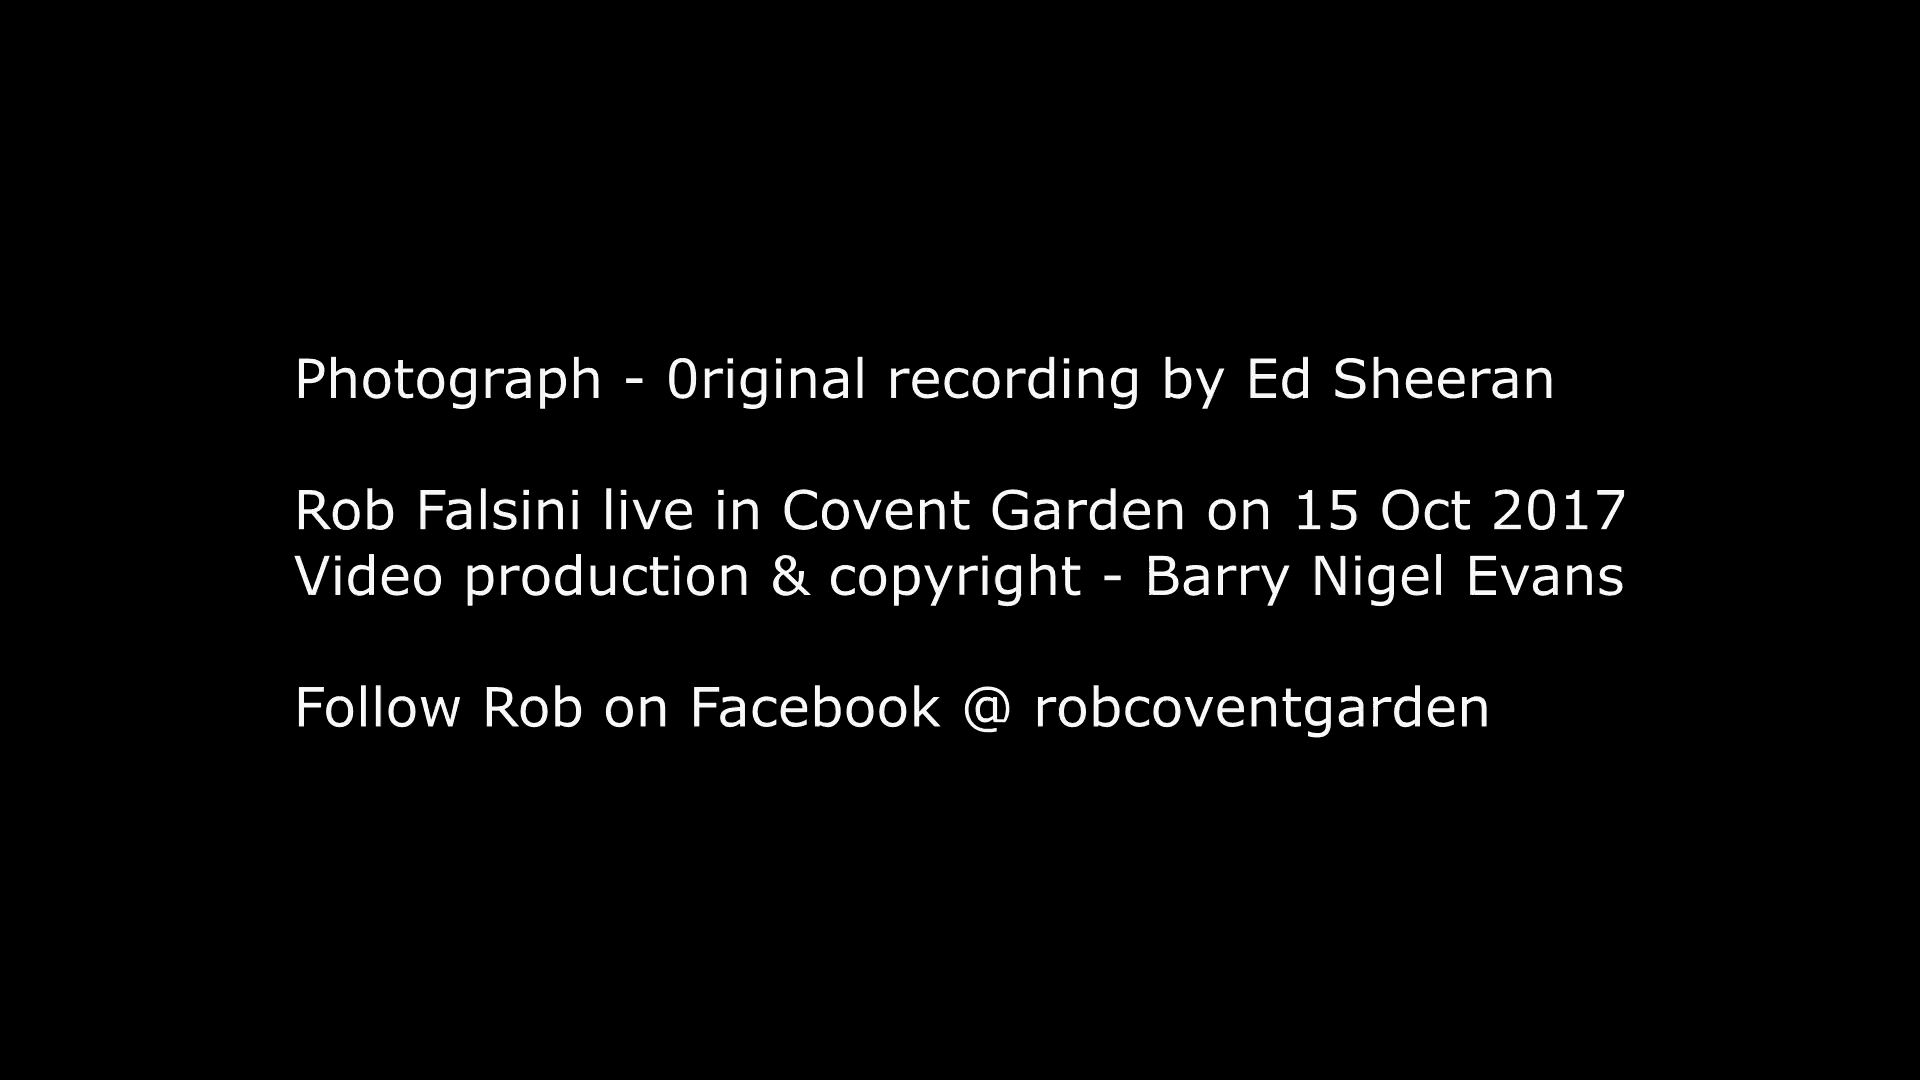 Photograph - 0riginal recording by Ed Sheeran
Rob Falsini live in Covent Garden on 15 Oct 2017
Video production & copyright - Barry Nigel Evans
Follow Rob on Facebook @ robcoventgarden